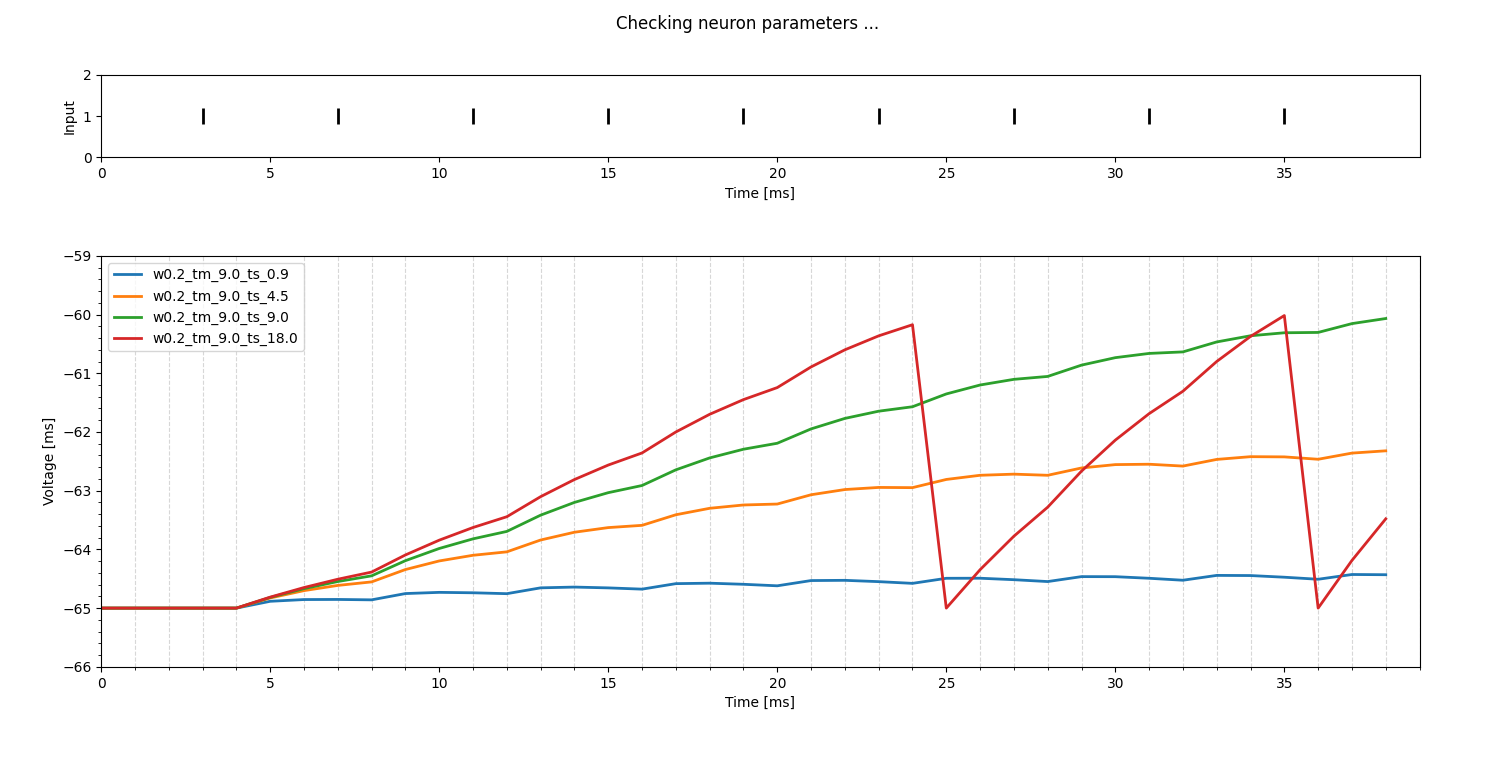 Checking neuron parameters ...
Input
2
1
0
0 5 10 15 20 25 30 35
Time [ms]
Voltage [ms]
−59
−60
−61
−62
−63
−64
−65
−66
w0.2_tm_9.0_ts_0.9
w0.2_tm_9.0_ts_4.5
w0.2_tm_9.0_ts_9.0
w0.2_tm_9.0_ts_18.0
0 5 10 15 20 25 30 35
Time [ms]